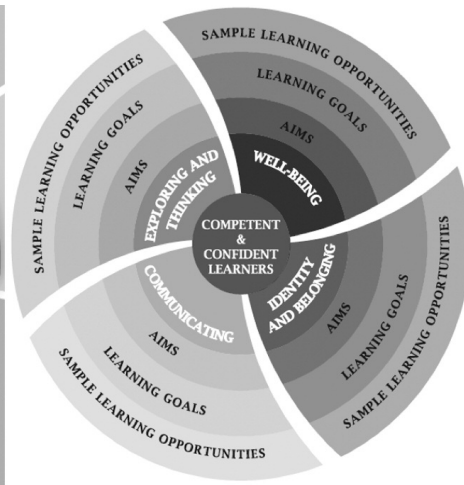 SAMPLE LEARNING OPPORTUNITIES
LEARNING GOALS
AIMS
WELL-BEING
SAMPLE LEARNING OPPORTUNITIES
LEARNING GOALS
AIMS
EXPLORING AND
THINKING
COMPETENT
&
CONFIDENT
LEARNERS
IDENTITY
AND BELONGING
AIMS
LEARNING GOALS
SAMPLE LEARNING OPPORTUNITIES
COMMUNICATING
AIMS
LEARNING GOALS
SAMPLE LEARNING OPPORTUNITIES